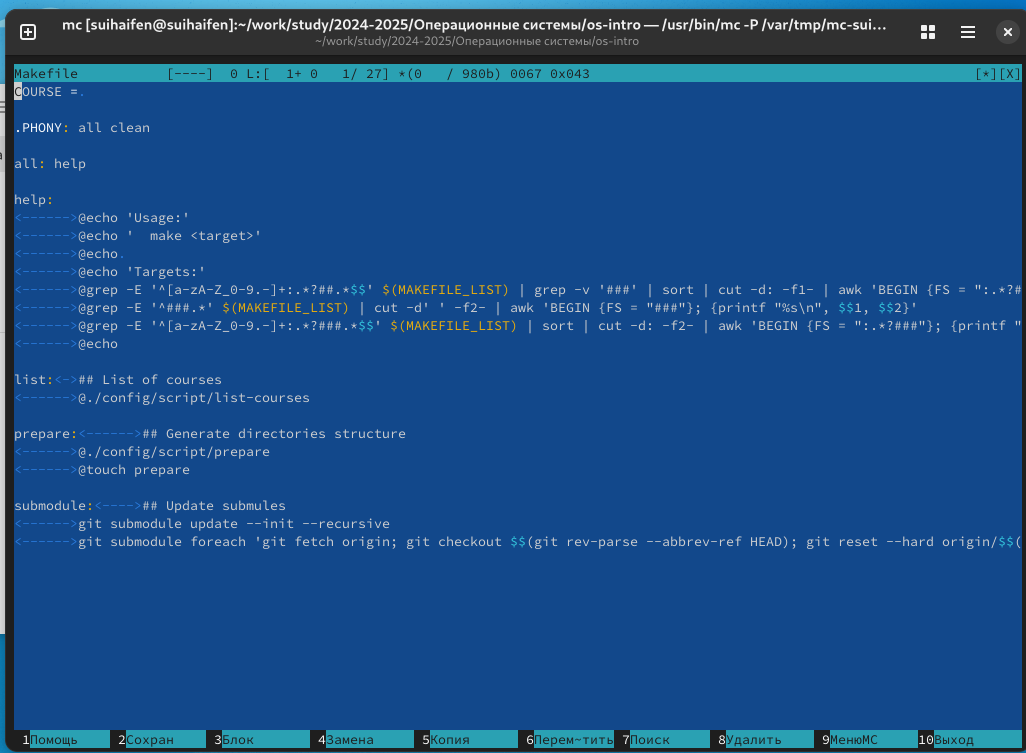 mc [suihaifen@suihaifen]:~/work/study/2024-2025/Операционные системы/os-intro — /usr/bin/mc -P /var/tmp/mc-sui...
~/work/study/2024-2025/Операционные системы/os-intro
Makefile [----] 0 L:[ 1+ 0 1/ 27] *(0 / 980b) 0067 0x043 [*][X]
COURSE =.
.PHONY: all clean
all: help
help:
<------>@echo 'Usage:'
<------>@echo '  make <target>'
<------>@echo.
<------>@echo 'Targets:'
<------>@grep -E '^[a-zA-Z_0-9.-]+:.*?##.*$$' $(MAKEFILE_LIST) | grep -v '###' | sort | cut -d: -f1- | awk 'BEGIN {FS = ":.*?#
<------>@grep -E '^###.*' $(MAKEFILE_LIST) | cut -d' ' -f2- | awk 'BEGIN {FS = "###"}; {printf "%s\n", $$1, $$2}'
<------>@grep -E '^[a-zA-Z_0-9.-]+:.*?###.*$$' $(MAKEFILE_LIST) | sort | cut -d: -f2- | awk 'BEGIN {FS = ":.*?###"}; {printf "
<------>@echo
list:<->## List of courses
<------>@./config/script/list-courses
prepare:<------>## Generate directories structure
<------>@./config/script/prepare
<------>@touch prepare
submodule:<---->## Update submules
<------>git submodule update --init --recursive
<------>git submodule foreach 'git fetch origin; git checkout $$(git rev-parse --abbrev-ref HEAD); git reset --hard origin/$$(
1Помощь 2Сохран 3Блок 4Замена 5Копия 6Перем~тить 7Поиск 8Удалить 9МенюMC 10Выход